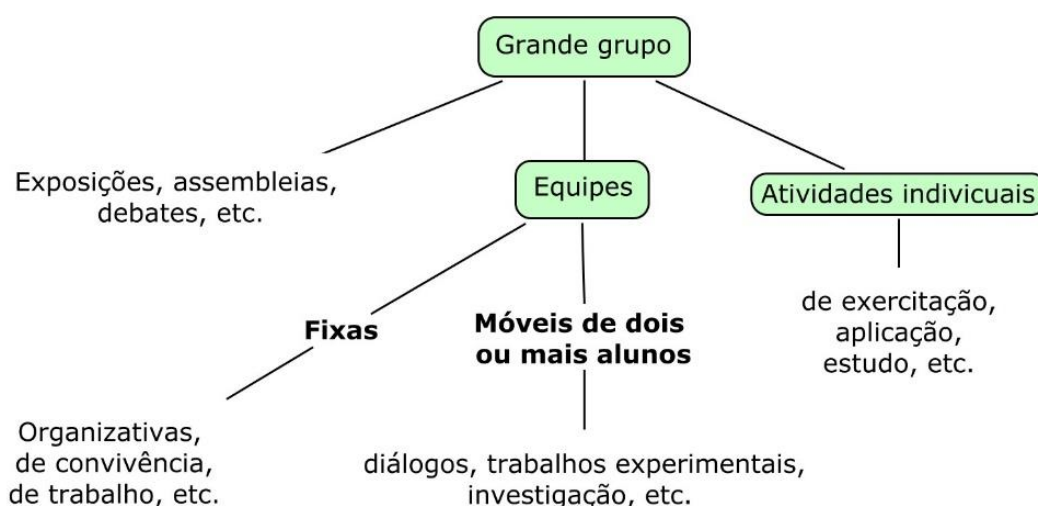 Grande grupo
Exposições, assembleias,
debates, etc.
Equipes
Atividades indivicuais
Fixas
Móveis de dois
ou mais alunos
de exercitação,
aplicação,
estudo, etc.
Organizativas,
de convivência,
de trabalho, etc.
diálogos, trabalhos experimentais,
investigação, etc.